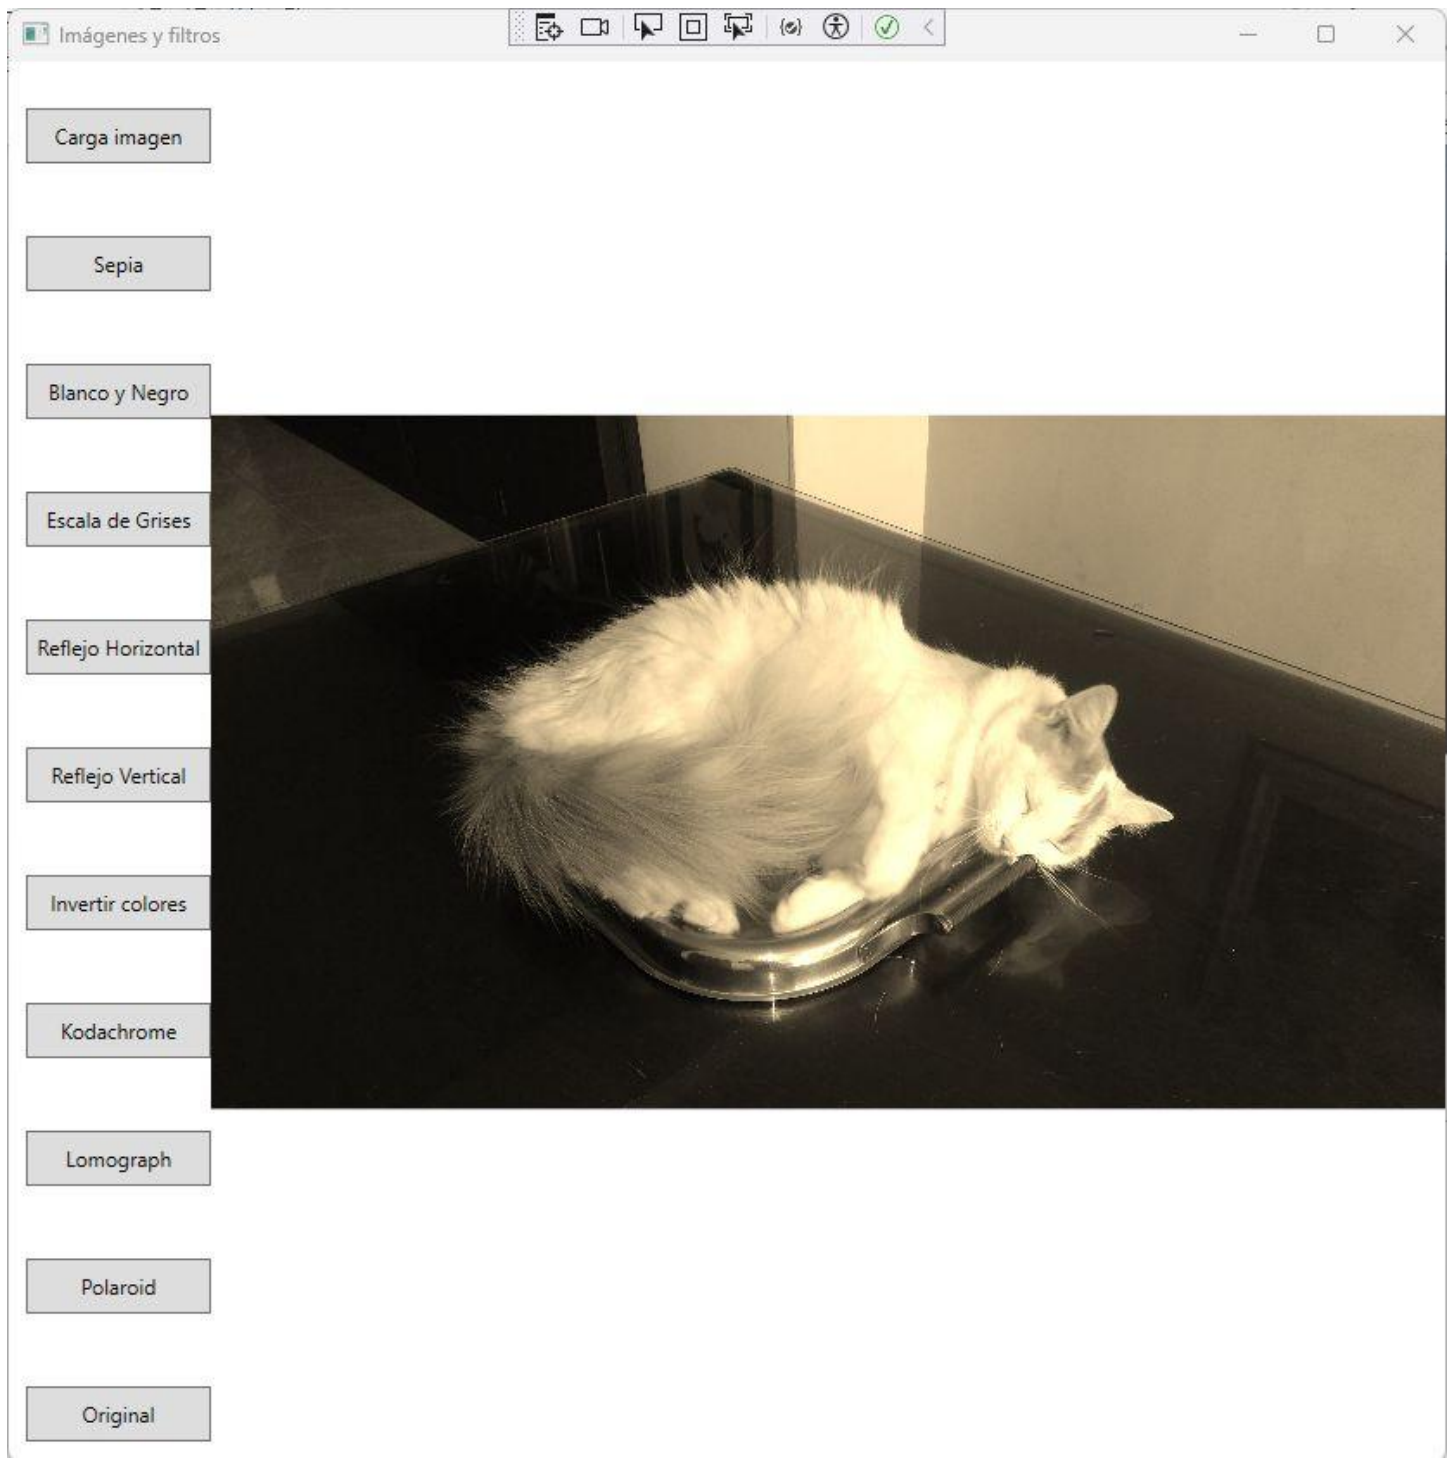 Imágenes y filtros
Carga imagen
Sepia
Blanco y Negro
Escala de Grises
Reflejo Horizontal
Reflejo Vertical
Invertir colores
Kodachrome
Lomograph
Polaroid
Original